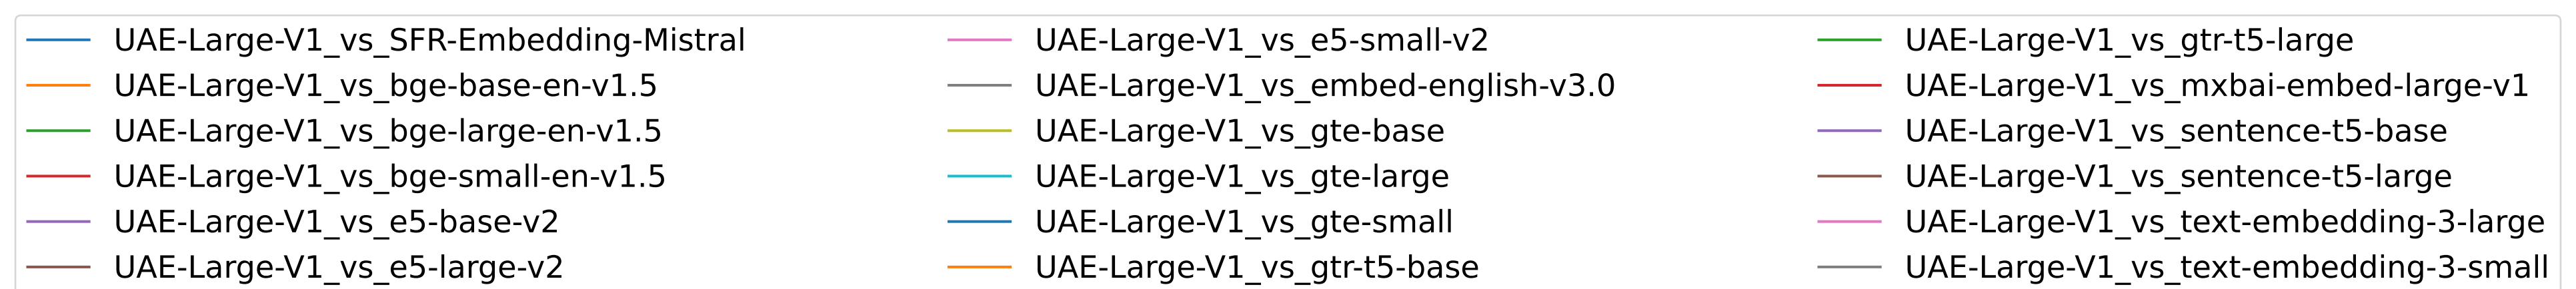 UAE-Large-V1_vs_SFR-Embedding-Mistral
UAE-Large-V1_vs_bge-base-en-v1.5
UAE-Large-V1_vs_bge-large-en-v1.5
UAE-Large-V1_vs_bge-small-en-v1.5
UAE-Large-V1_vs_e5-base-v2
UAE-Large-V1_vs_e5-large-v2
UAE-Large-V1_vs_e5-small-v2
UAE-Large-V1_vs_embed-english-v3.0
UAE-Large-V1_vs_gte-base
UAE-Large-V1_vs_gte-large
UAE-Large-V1_vs_gte-small
UAE-Large-V1_vs_gtr-t5-base
UAE-Large-V1_vs_gtr-t5-large
UAE-Large-V1_vs_mxbai-embed-large-v1
UAE-Large-V1_vs_sentence-t5-base
UAE-Large-V1_vs_sentence-t5-large
UAE-Large-V1_vs_text-embedding-3-large
UAE-Large-V1_vs_text-embedding-3-small